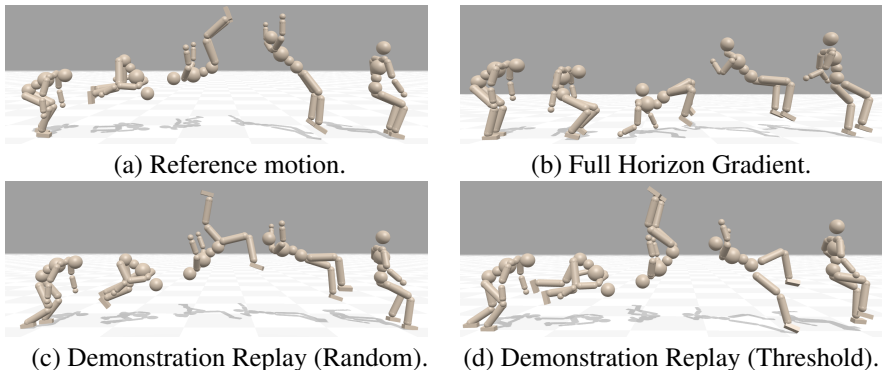 (a) Reference motion.
(b) Full Horizon Gradient.
(c) Demonstration Replay (Random).
(d) Demonstration Replay (Threshold).